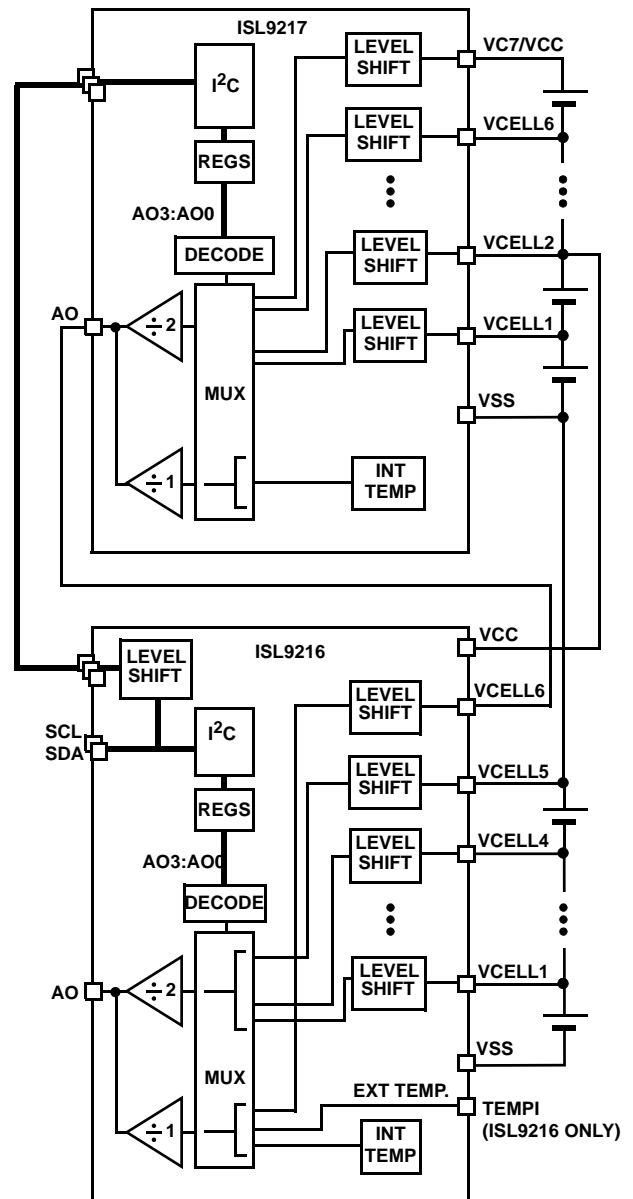 ISL9217
LEVEL
SHIFT
VC7/VCC
I²C
LEVEL
SHIFT
VCELL6
REGS
AO3:AO0
DECODE
LEVEL
SHIFT
VCELL2
AO
÷2
LEVEL
SHIFT
VCELL1
MUX
VSS
÷1
INT
TEMP
ISL9216
VCC
LEVEL
SHIFT
LEVEL
SHIFT
VCELL6
SCL
SDA
I²C
LEVEL
SHIFT
VCELL5
REGS
AO3:AO0
LEVEL
SHIFT
VCELL4
DECODE
LEVEL
SHIFT
VCELL1
AO
÷2
VSS
MUX
EXT TEMP.
TEMPI
(ISL9216 ONLY)
÷1
INT
TEMP